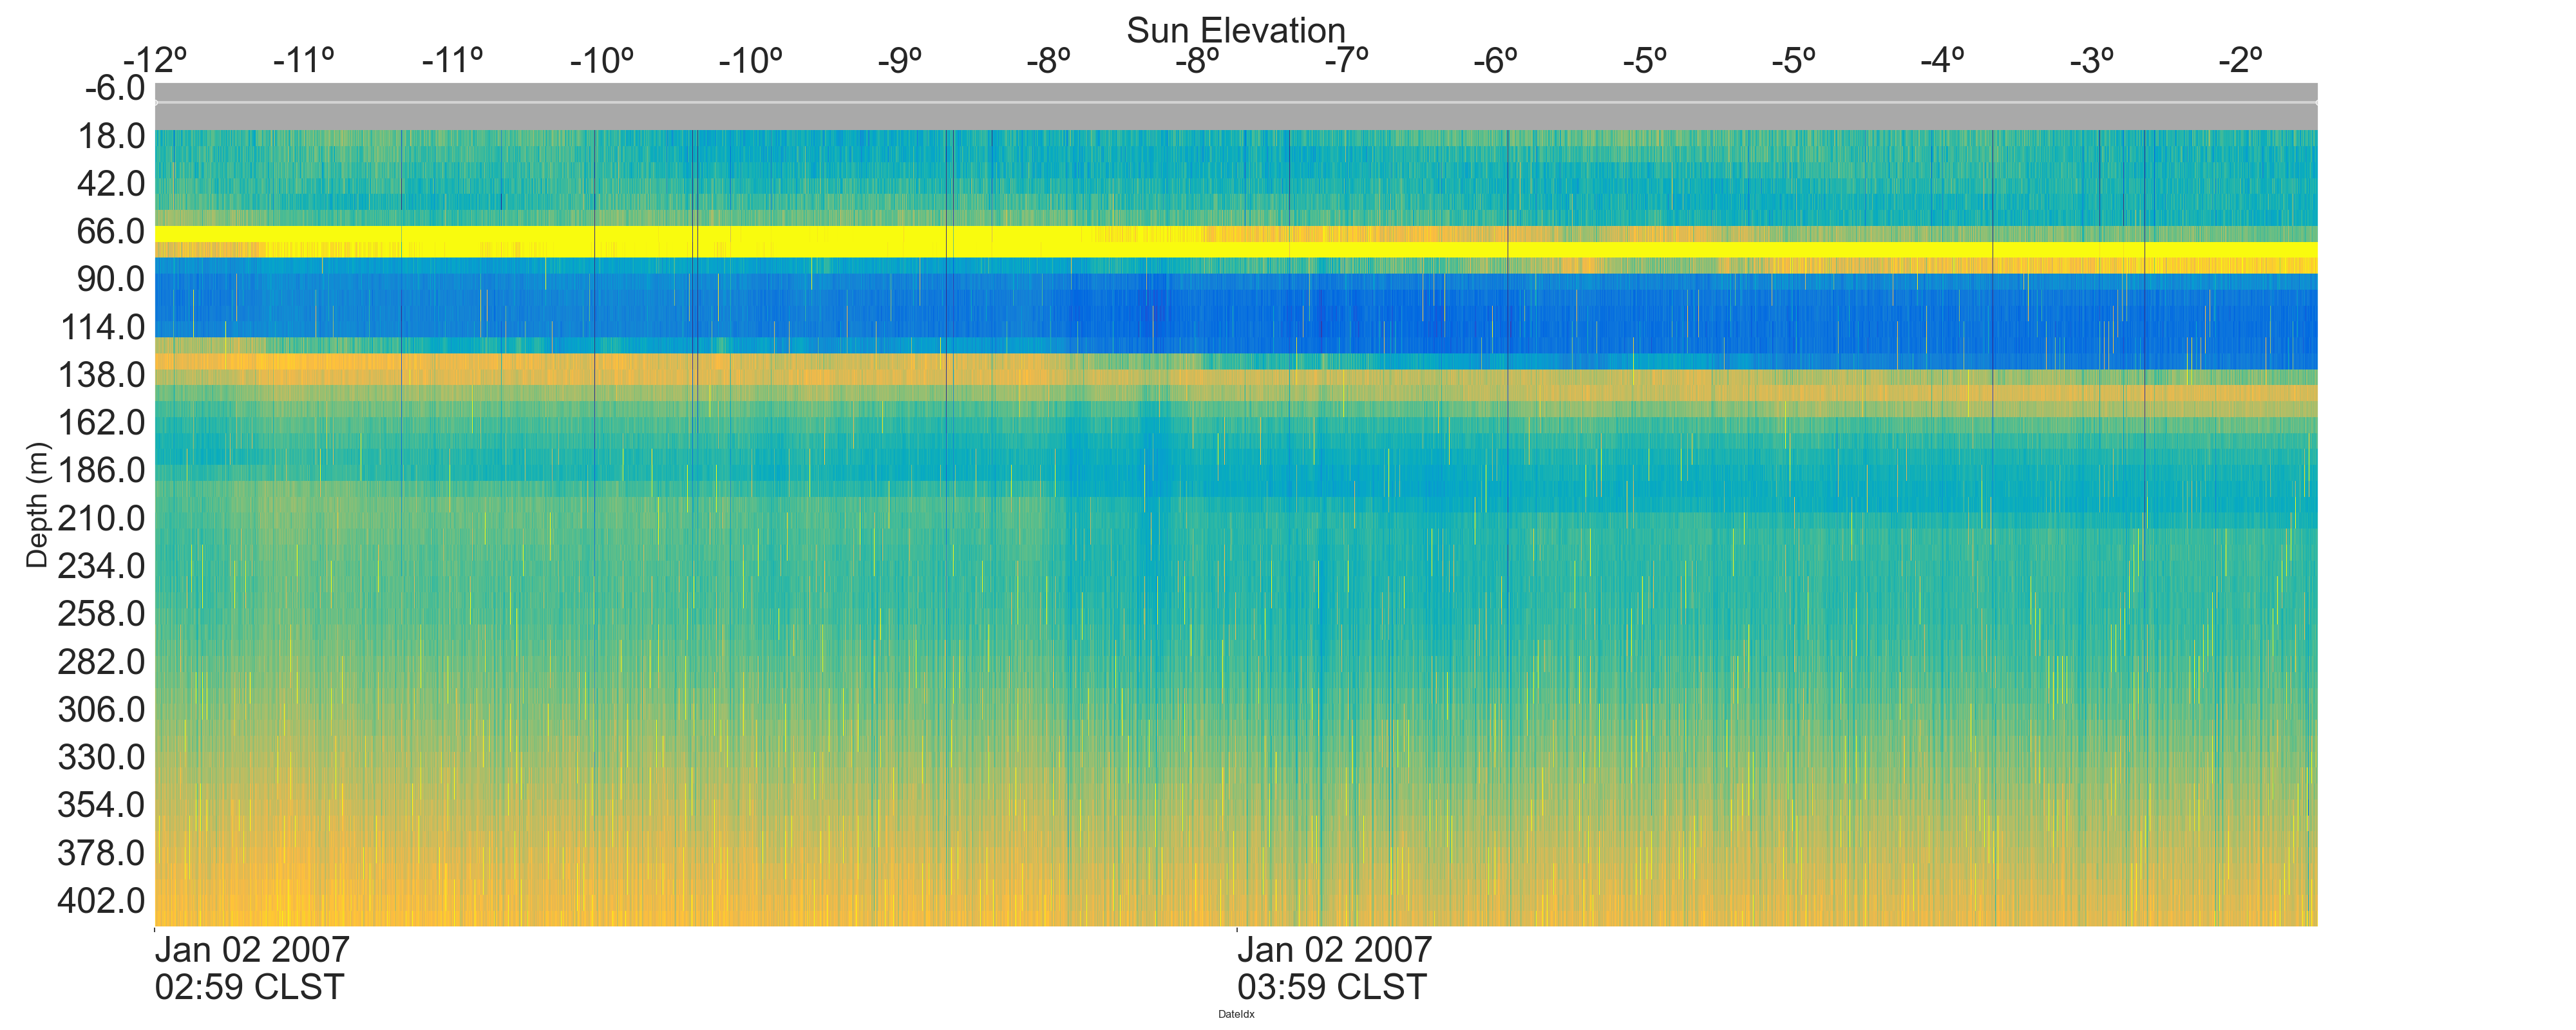 Sun Elevation
-12º -11º -11º -10º -10º -9º -8º -8º -7º -6º -5º -5º -4º -3º -2º
-6.0
18.0
42.0
66.0
90.0
114.0
138.0
162.0
186.0
210.0
234.0
258.0
282.0
306.0
330.0
354.0
378.0
402.0
Depth (m)
Jan 02 2007
02:59 CLST
Jan 02 2007
03:59 CLST
DateIdx